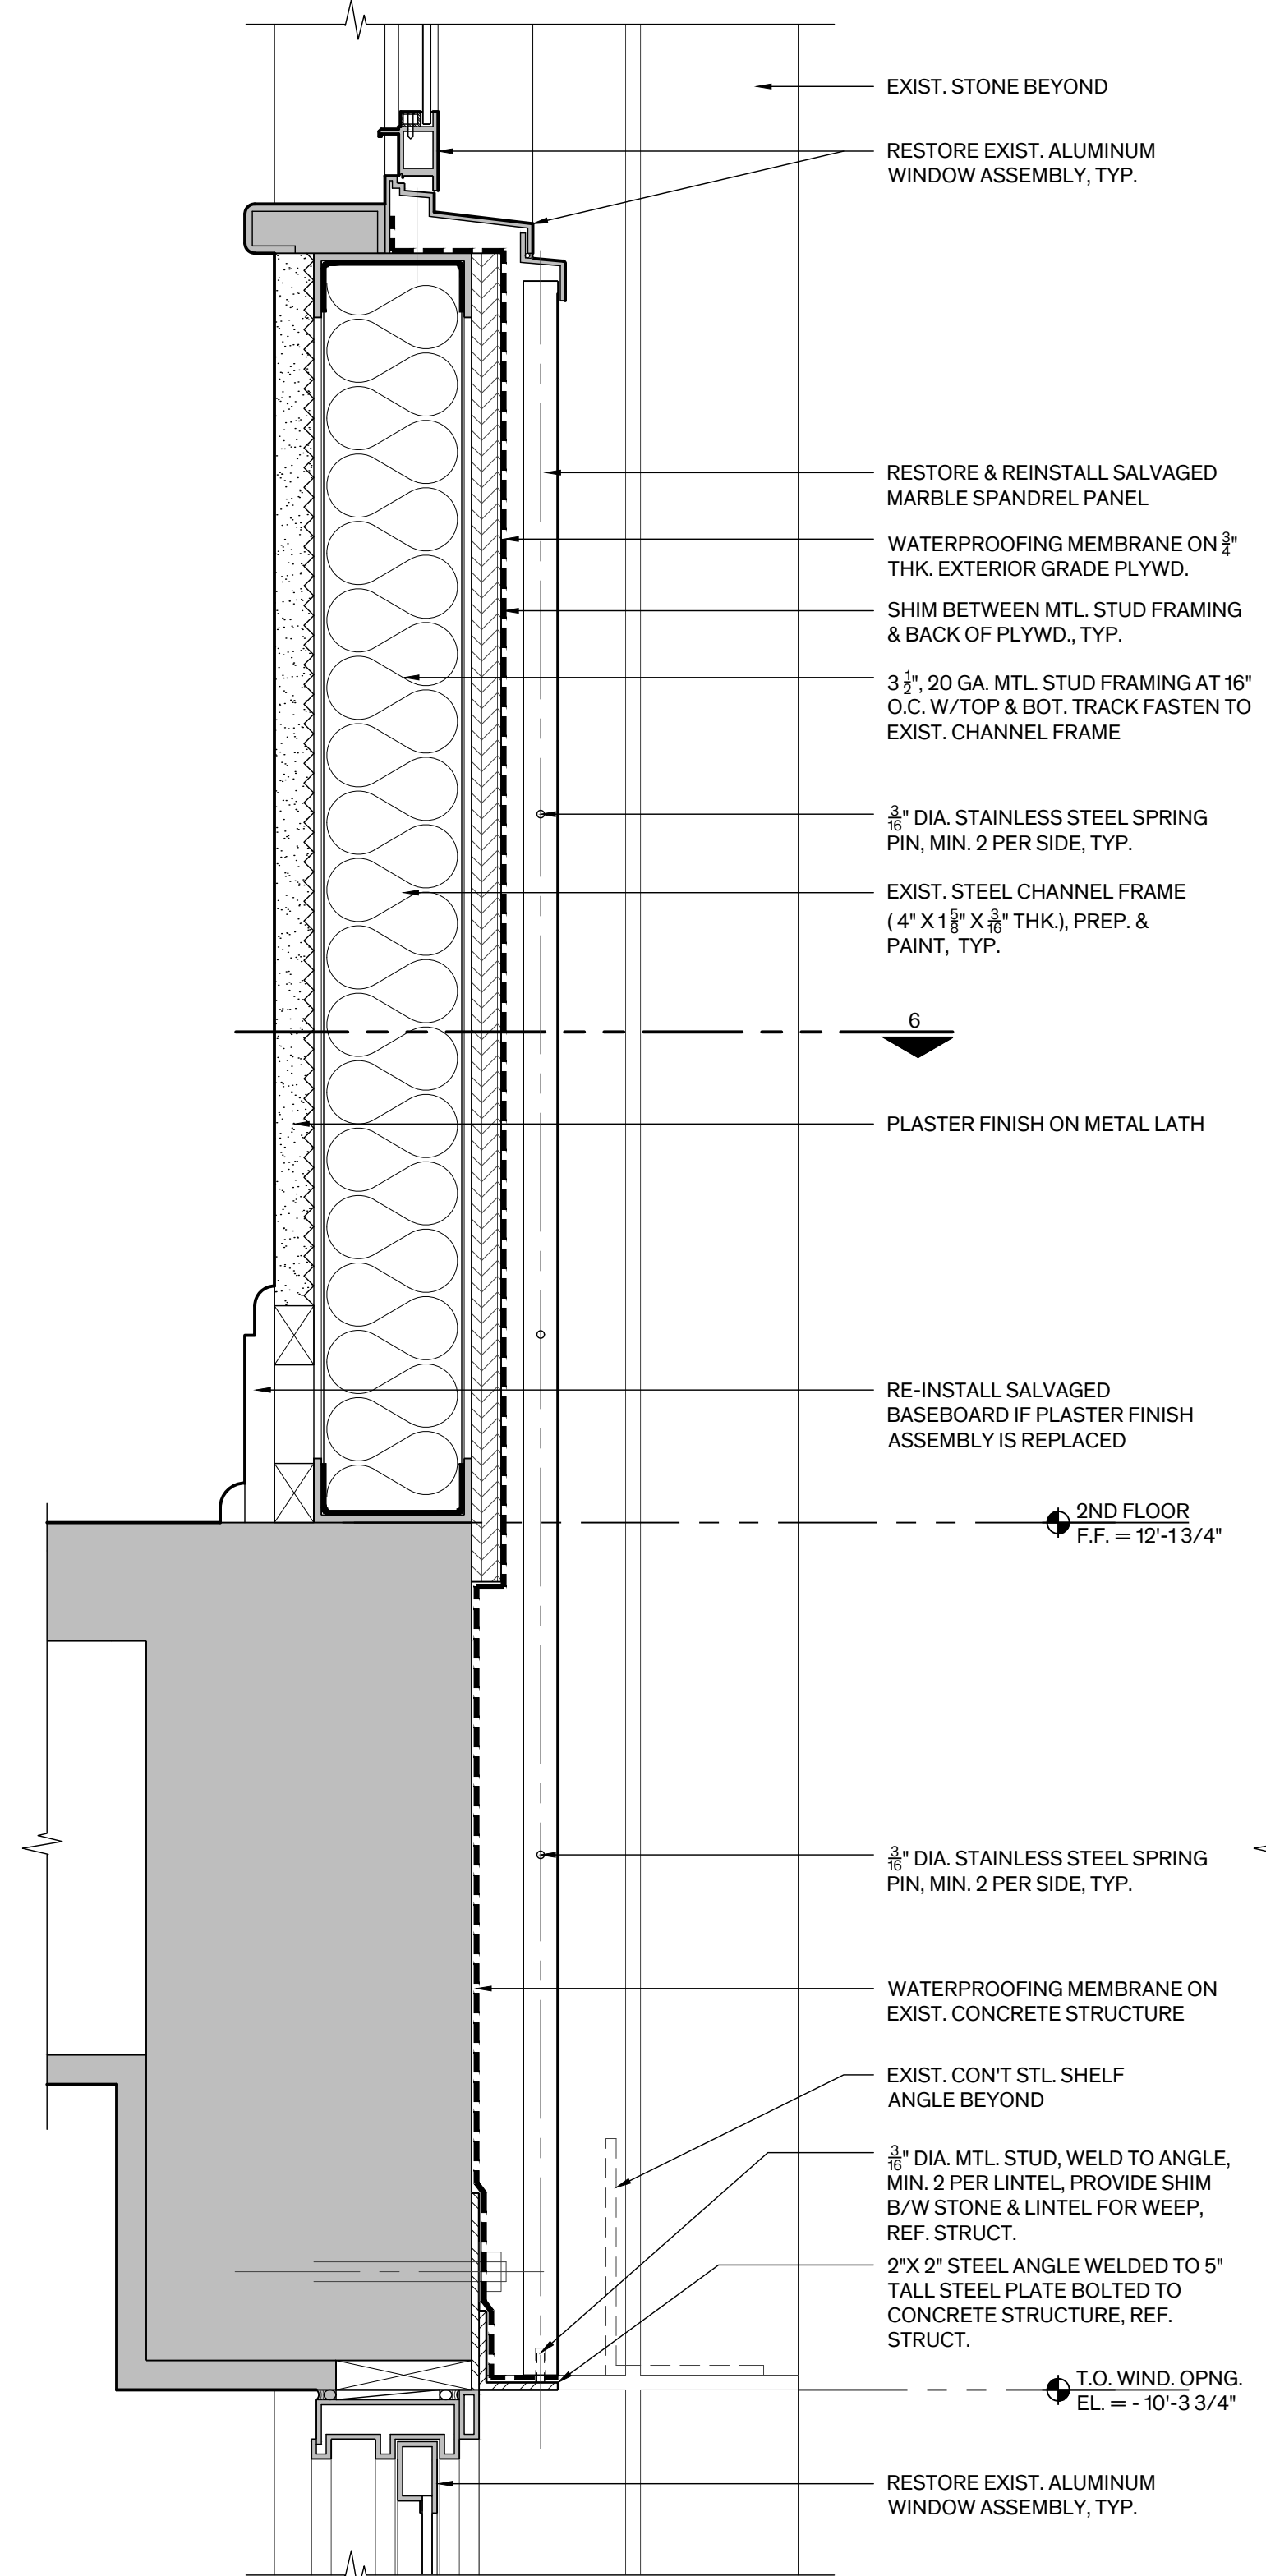 EXIST. STONE BEYOND
RESTORE EXIST. ALUMINUM
WINDOW ASSEMBLY, TYP.
RESTORE & REINSTALL SALVAGED
MARBLE SPANDREL PANEL
WATERPROOFING MEMBRANE ON 3/4"
THK. EXTERIOR GRADE PLYWD.
SHIM BETWEEN MTL. STUD FRAMING
& BACK OF PLYWD., TYP.
3 1/2", 20 GA. MTL. STUD FRAMING AT 16"
O.C. W/TOP & BOT. TRACK FASTEN TO
EXIST. CHANNEL FRAME
3/16" DIA. STAINLESS STEEL SPRING
PIN, MIN. 2 PER SIDE, TYP.
EXIST. STEEL CHANNEL FRAME
( 4" X 1 5/8" X 3/16" THK.), PREP. &
PAINT, TYP.
6
PLASTER FINISH ON METAL LATH
RE-INSTALL SALVAGED
BASEBOARD IF PLASTER FINISH
ASSEMBLY IS REPLACED
2ND FLOOR
F.F. = 12'-1 3/4"
3/16" DIA. STAINLESS STEEL SPRING
PIN, MIN. 2 PER SIDE, TYP.
WATERPROOFING MEMBRANE ON
EXIST. CONCRETE STRUCTURE
EXIST. CON'T STL. SHELF
ANGLE BEYOND
3/16" DIA. MTL. STUD, WELD TO ANGLE,
MIN. 2 PER LINTEL, PROVIDE SHIM
B/W STONE & LINTEL FOR WEEP,
REF. STRUCT.
2"X 2" STEEL ANGLE WELDED TO 5"
TALL STEEL PLATE BOLTED TO
CONCRETE STRUCTURE, REF.
STRUCT.
T.O. WIND. OPNG.
EL. = - 10'-3 3/4"
RESTORE EXIST. ALUMINUM
WINDOW ASSEMBLY, TYP.